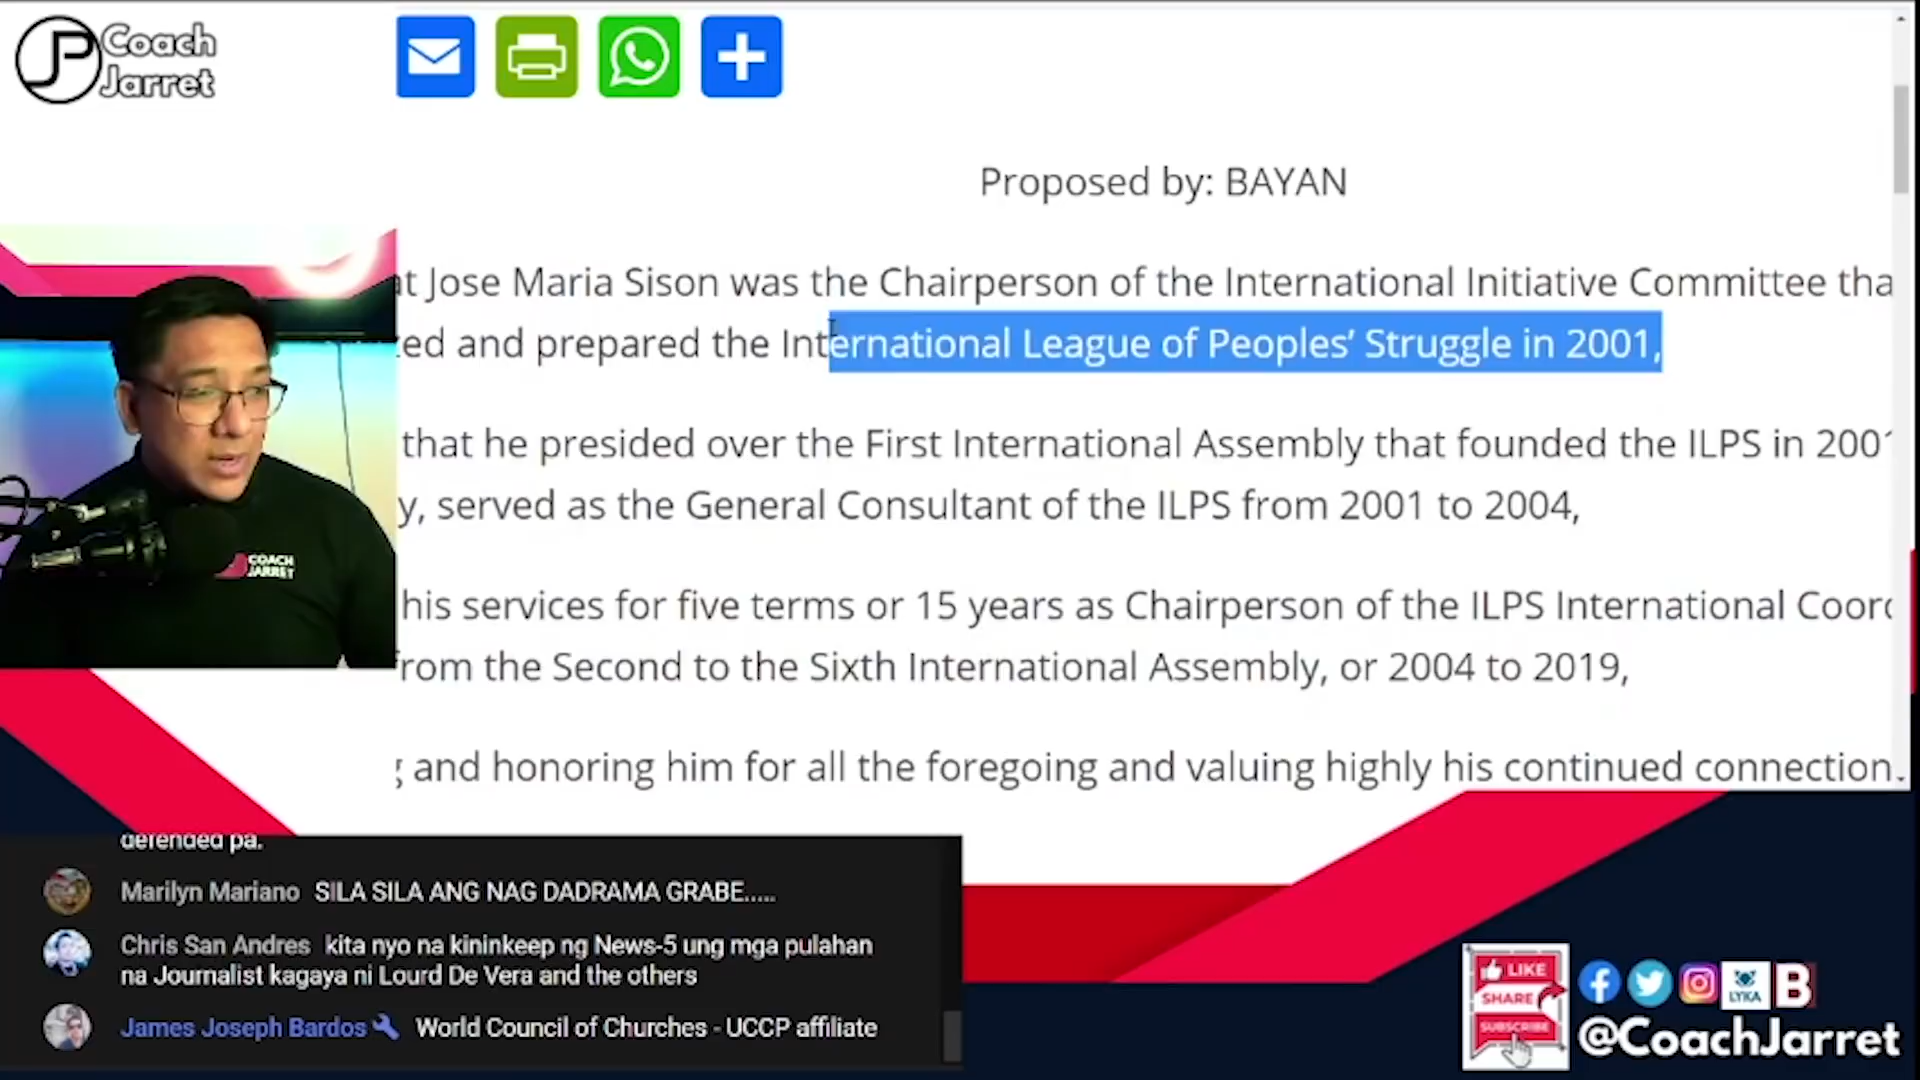 Coach
Jarret
Proposed by: BAYAN
at Jose Maria Sison was the Chairperson of the International Initiative Committee tha
zed and prepared the International League of Peoples’ Struggle in 2001,
that he presided over the First International Assembly that founded the ILPS in 2001
y, served as the General Consultant of the ILPS from 2001 to 2004,
his services for five terms or 15 years as Chairperson of the ILPS International Coord
from the Second to the Sixth International Assembly, or 2004 to 2019,
g and honoring him for all the foregoing and valuing highly his continued connection
COACH
JARRET
defended pa.
Marilyn Mariano SILA SILA ANG NAG DADRAMA GRABE.....
Chris San Andres kita nyo na kininkeep ng News-5 ung mga pulahan
na Journalist kagaya ni Lourd De Vera and the others
James Joseph Bardos World Council of Churches - UCCP affiliate
LIKE
SHARE
SUBSCRIBE
LYKA
B
@CoachJarret